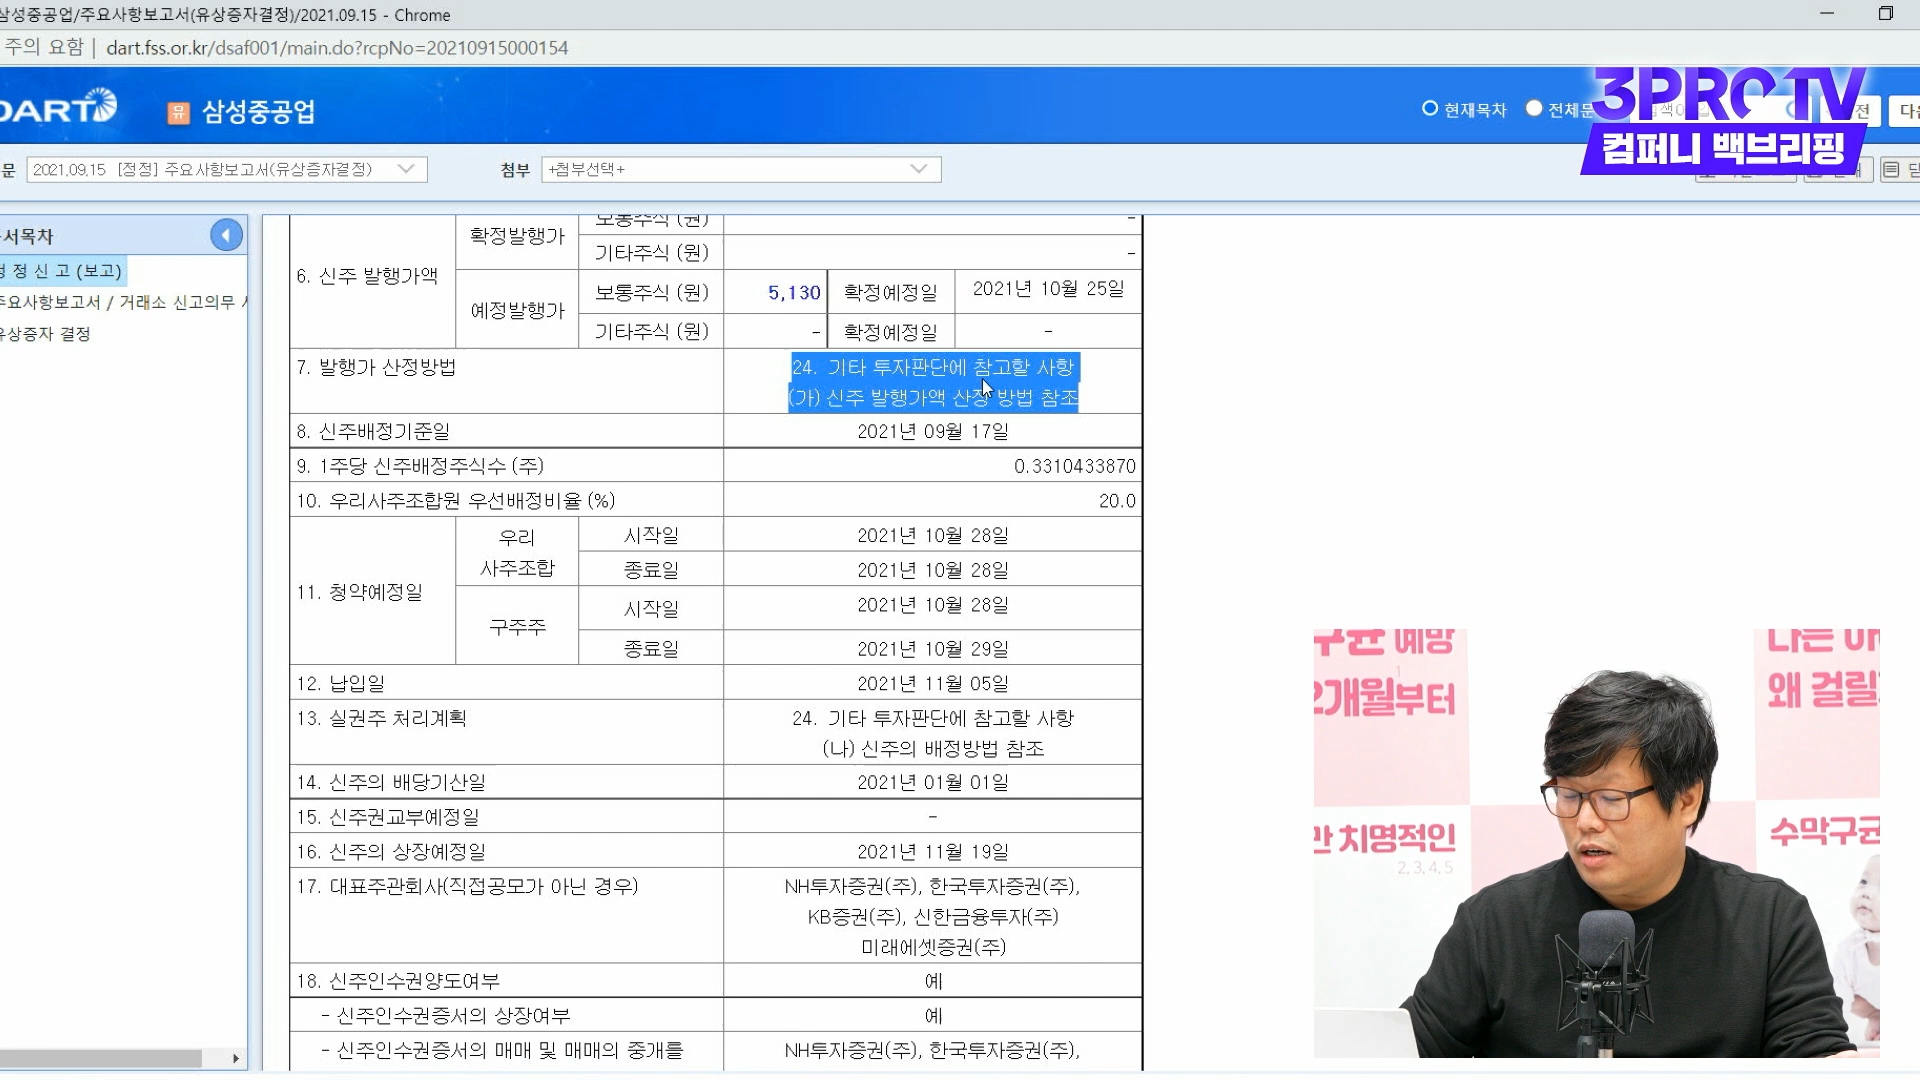 삼성중공업/주요사항보고서(유상증자결정)/2021.09.15 - Chrome
주의 요함 | dart.fss.or.kr/dsaf001/main.do?rcpNo=20210915000154
DART
유 삼성중공업
현재목차 전체문
전 다음
3PROTV
컴퍼니 백브리핑
문 2021.09.15 [정정] 주요사항보고서(유상증자결정)
첨부 +첨부선택+
서목차
정 정 신 고 (보고)
주요사항보고서 / 거래소 신고의무 사
유상증자 결정
6. 신주 발행가액
확정발행가 보통주식 (원) -
기타주식 (원) -
예정발행가 보통주식 (원) 5,130 확정예정일 2021년 10월 25일
기타주식 (원) - 확정예정일 -
7. 발행가 산정방법
24. 기타 투자판단에 참고할 사항
(가) 신주 발행가액 산정 방법 참조
8. 신주배정기준일 2021년 09월 17일
9. 1주당 신주배정주식수 (주) 0.3310433870
10. 우리사주조합원 우선배정비율 (%) 20.0
11. 청약예정일
우리
사주조합
시작일 2021년 10월 28일
종료일 2021년 10월 28일
구주주
시작일 2021년 10월 28일
종료일 2021년 10월 29일
12. 납입일 2021년 11월 05일
13. 실권주 처리계획
24. 기타 투자판단에 참고할 사항
(나) 신주의 배정방법 참조
14. 신주의 배당기산일 2021년 01월 01일
15. 신주권교부예정일 -
16. 신주의 상장예정일 2021년 11월 19일
17. 대표주관회사(직접공모가 아닌 경우)
NH투자증권(주), 한국투자증권(주),
KB증권(주), 신한금융투자(주)
미래에셋증권(주)
18. 신주인수권양도여부 예
- 신주인수권증서의 상장여부 예
- 신주인수권증서의 매매 및 매매의 중개를 NH투자증권(주), 한국투자증권(주),
구균 예방
2개월부터
나는 아
왜 걸릴
만 치명적인
2,3,4,5
수막구균